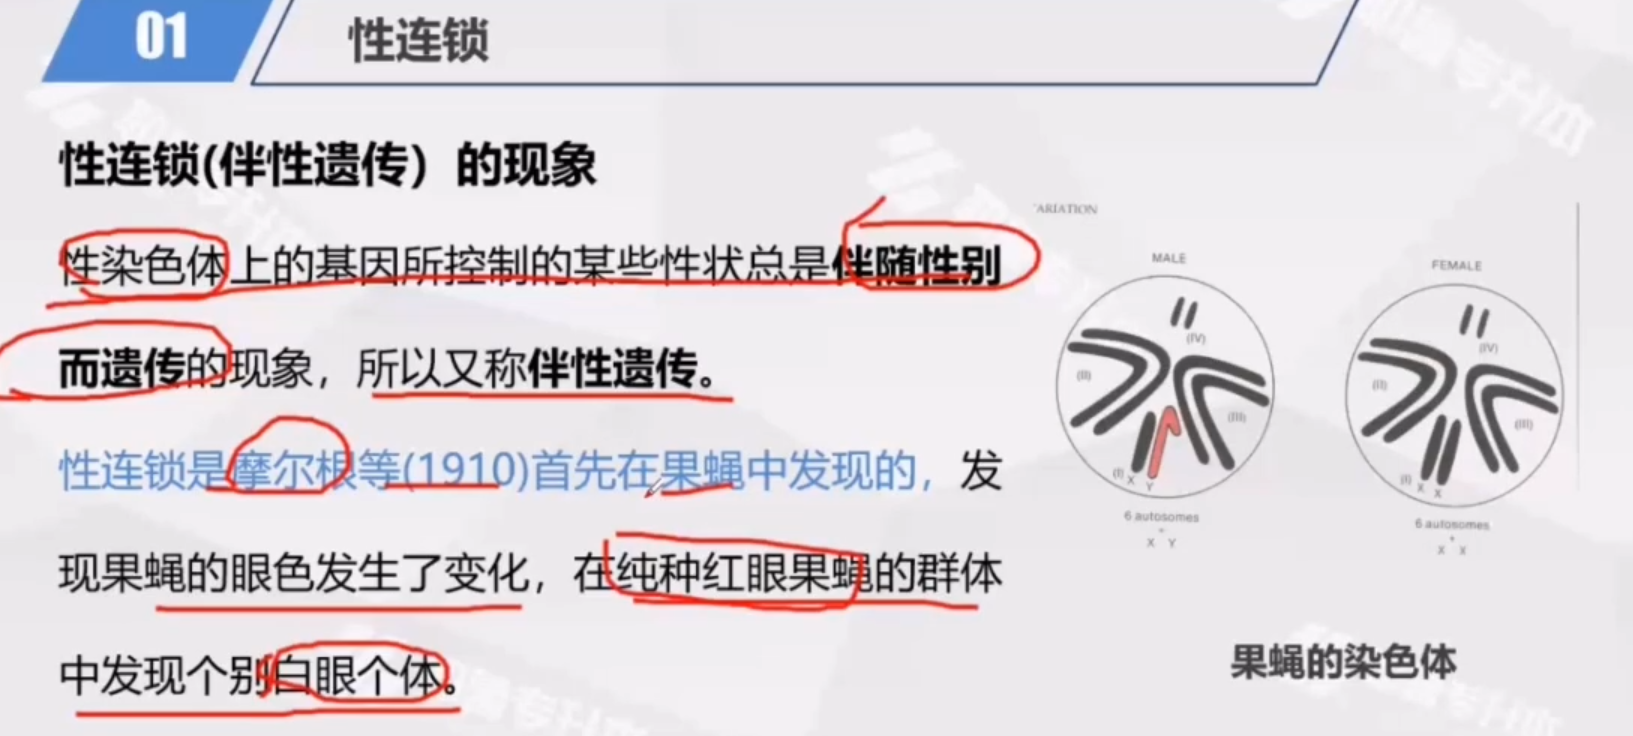 01
性连锁
性连锁(伴性遗传）的现象
性染色体上的基因所控制的某些性状总是伴随性别
而遗传的现象，所以又称伴性遗传。
性连锁是摩尔根等(1910)首先在果蝇中发现的，发
现果蝇的眼色发生了变化，在纯种红眼果蝇的群体
中发现个别白眼个体。
ARIATION
MALE
(IV)
(II)
(III)
(I) X Y
6 autosomes
+
X Y
FEMALE
(IV)
(II)
(III)
(I) X X
6 autosomes
+
X X
果蝇的染色体